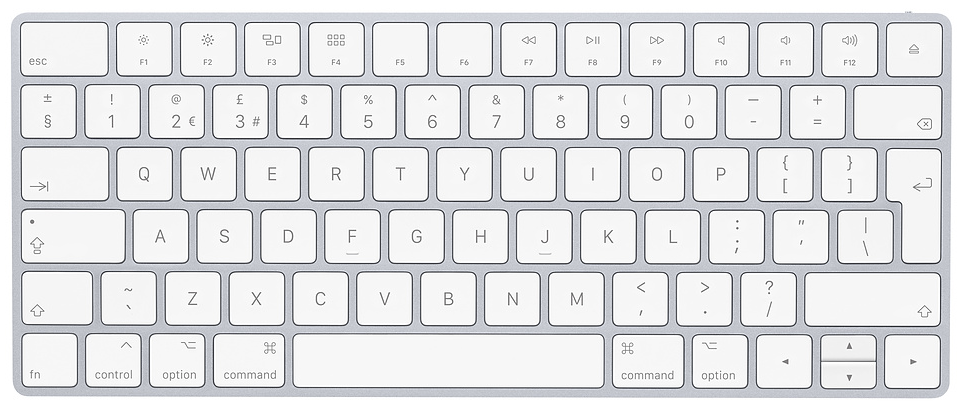 esc F1 F2 F3 F4 F5 F6 F7 F8 F9 F10 F11 F12
± ! @ £ $ % ^ & * ( ) — +
§ 1 2 € 3 # 4 5 6 7 8 9 0 - =
Q W E R T Y U I O P { }
[ ]
A S D F G H J K L : " |
; ' \
~ Z X C V B N M < > ?
` , . /
fn control option command command option